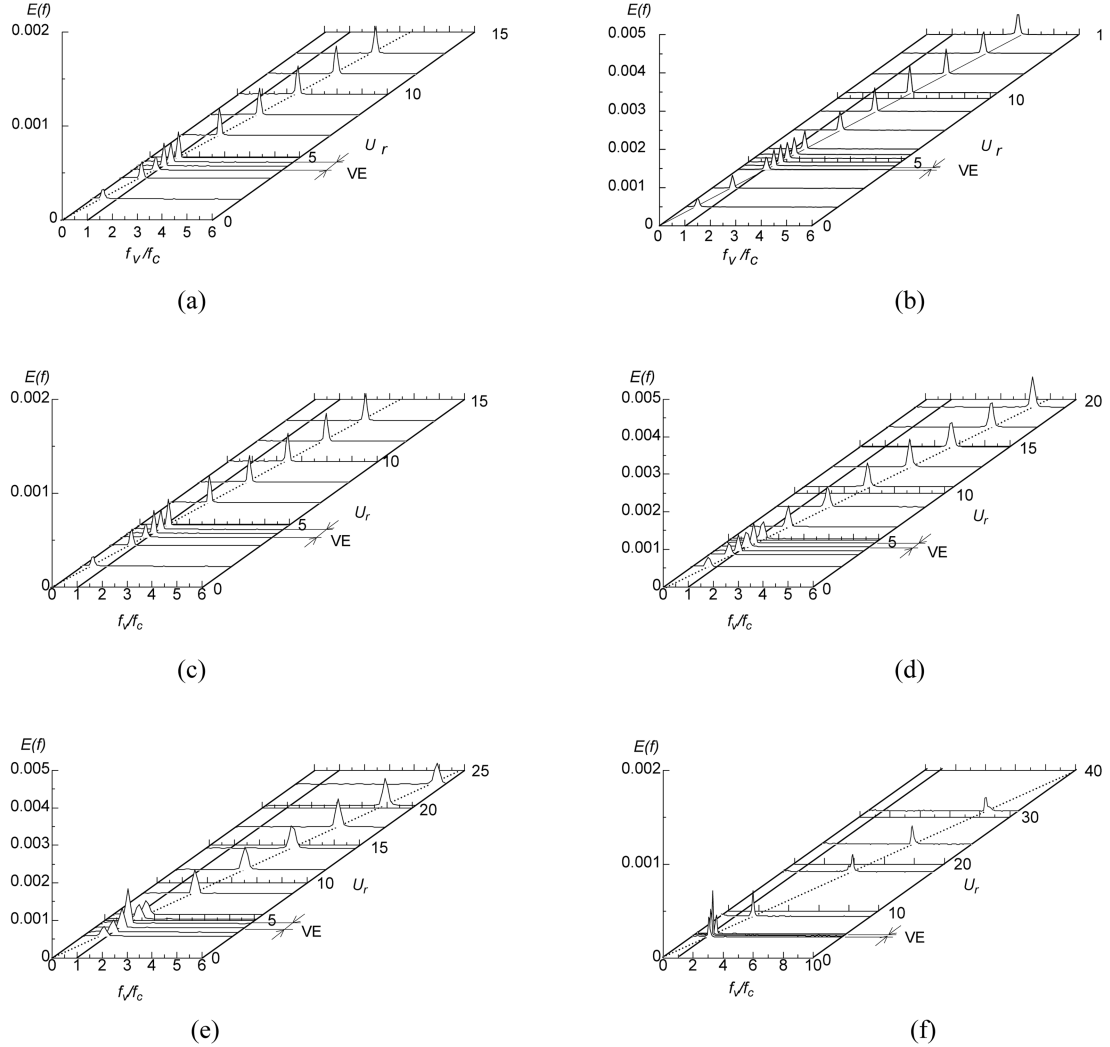 E(f)
0.002
0.001
0
0 1 2 3 4 5 6
f_v/f_c
0
5
10
15
U_r
VE
(a)
E(f)
0.005
0.004
0.003
0.002
0.001
0
0 1 2 3 4 5 6
f_v/f_c
0
5
10
1
U_r
VE
(b)
E(f)
0.002
0.001
0
0 1 2 3 4 5 6
f_v/f_c
0
5
10
15
U_r
VE
(c)
E(f)
0.005
0.004
0.003
0.002
0.001
0
0 1 2 3 4 5 6
f_v/f_c
0
5
10
15
20
U_r
VE
(d)
E(f)
0.005
0.004
0.003
0.002
0.001
0
0 1 2 3 4 5 6
f_v/f_c
0
5
10
15
20
25
U_r
VE
(e)
E(f)
0.002
0.001
0
0 2 4 6 8 10
f_v/f_c
0
10
20
30
40
U_r
VE
(f)